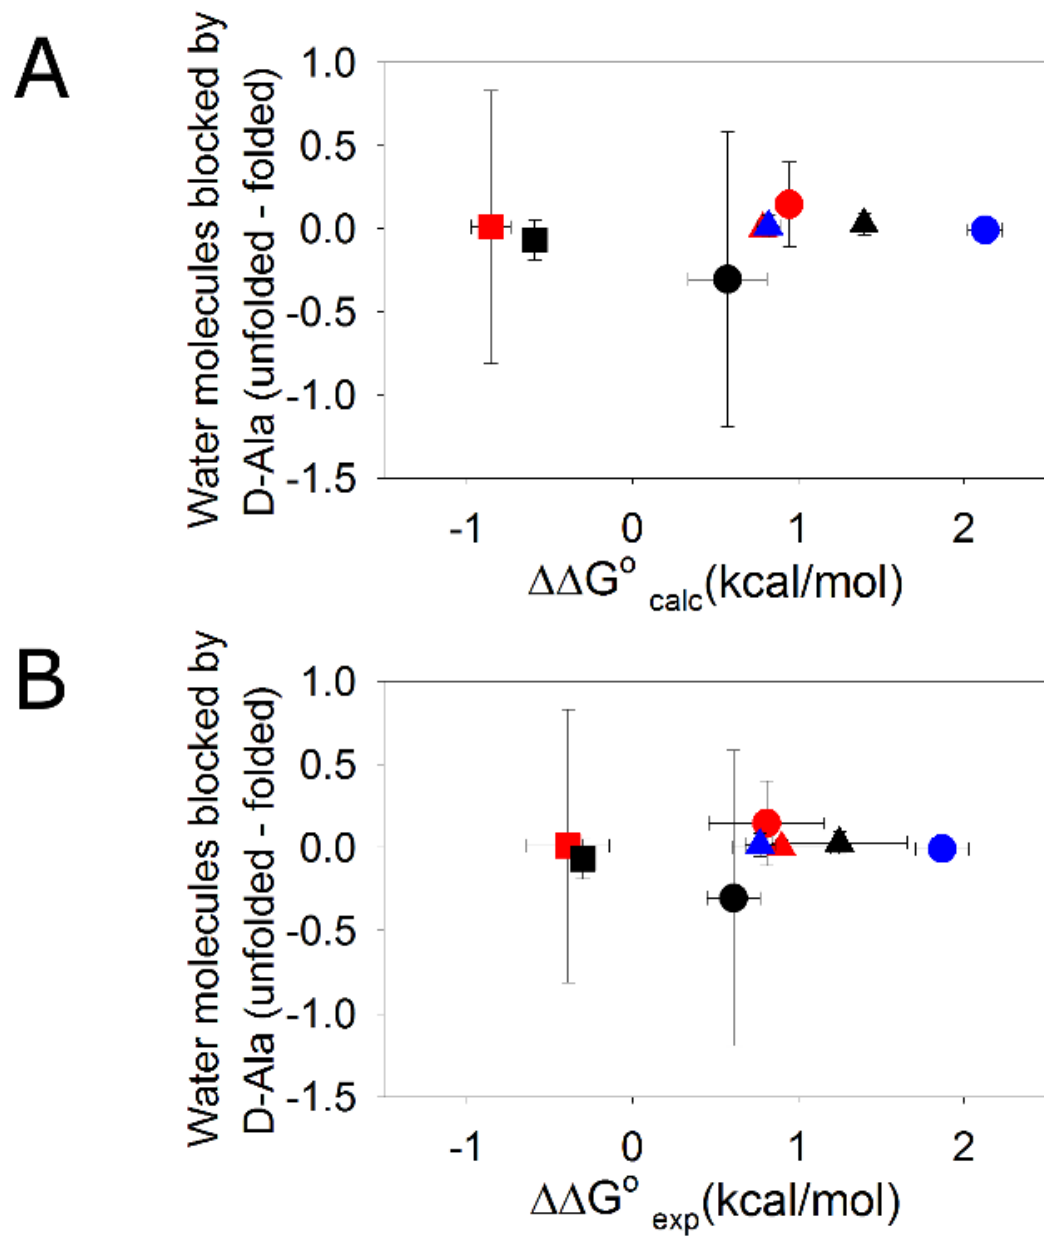 A
Water molecules blocked by
D-Ala (unfolded - folded)
1.0
0.5
0.0
-0.5
-1.0
-1.5
-1 0 1 2
ΔΔG° calc(kcal/mol)
B
Water molecules blocked by
D-Ala (unfolded - folded)
1.0
0.5
0.0
-0.5
-1.0
-1.5
-1 0 1 2
ΔΔG° exp(kcal/mol)